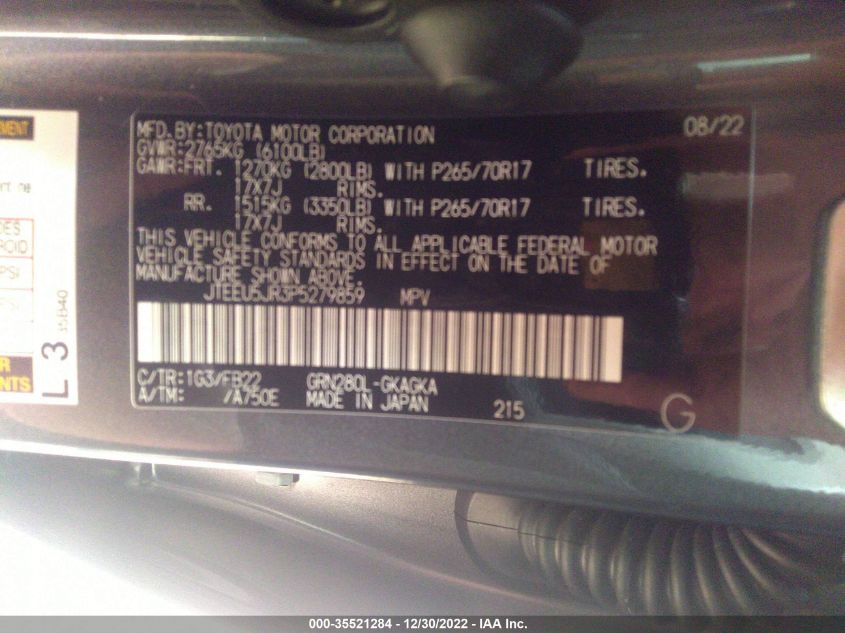 MFD.BY:TOYOTA MOTOR CORPORATION 08/22
GVWR:2765KG (6100LB)
GAWR:FRT. 1270KG (2800LB) WITH P265/70R17 TIRES.
17X7J RIMS.
RR. 1515KG (3350LB) WITH P265/70R17 TIRES.
17X7J RIMS.
THIS VEHICLE CONFORMS TO ALL APPLICABLE FEDERAL MOTOR
VEHICLE SAFETY STANDARDS IN EFFECT ON THE DATE OF
MANUFACTURE SHOWN ABOVE.
JTEEU5JR3P5279859 MPV
C/TR:1G3/FB22 GRN280L-GKAGKA
A/TM: /A750E MADE IN JAPAN 215
G
L 3
35B40
PSI
000-35521284 - 12/30/2022 - IAA Inc.